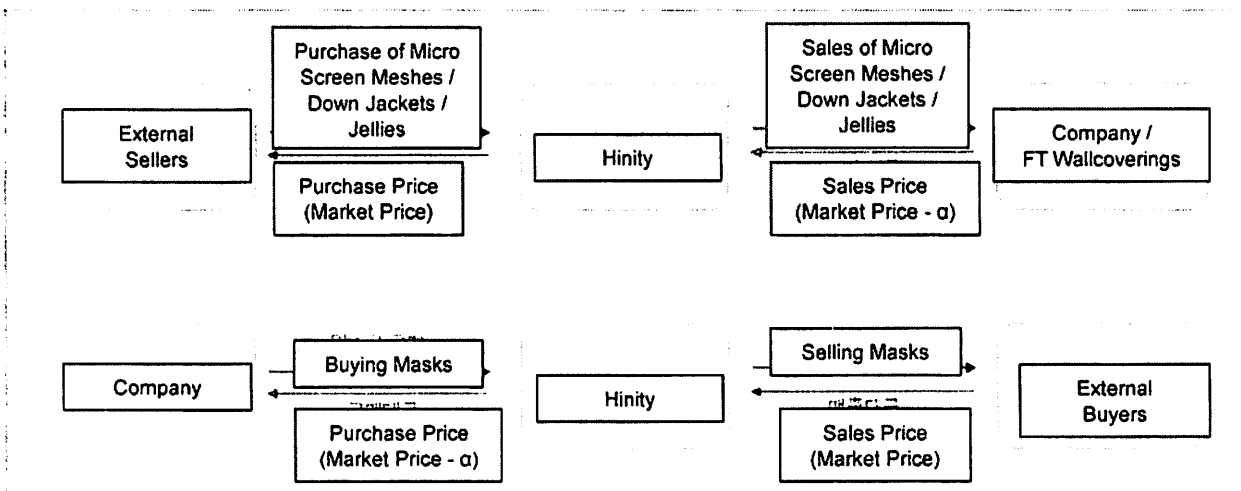 Purchase of Micro
Screen Meshes /
Down Jackets /
Jellies
Sales of Micro
Screen Meshes /
Down Jackets /
Jellies
External
Sellers
Hinity
Company /
FT Wallcoverings
Purchase Price
(Market Price)
Sales Price
(Market Price - α)
Buying Masks
Selling Masks
Company
Hinity
External
Buyers
Purchase Price
(Market Price - α)
Sales Price
(Market Price)